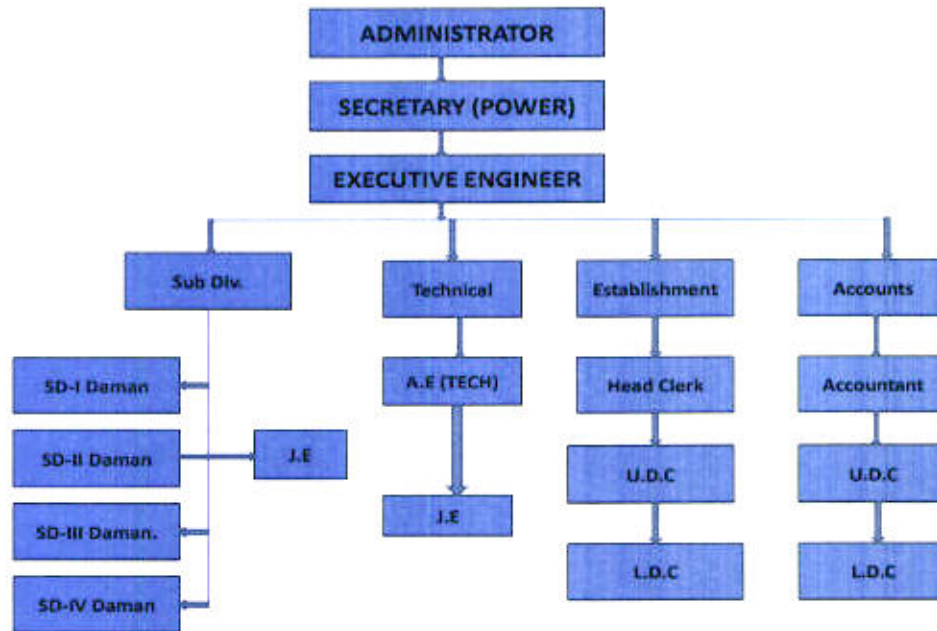 ADMINISTRATOR
SECRETARY (POWER)
EXECUTIVE ENGINEER
Sub Div.
Technical
Establishment
Accounts
SD-I Daman
A.E (TECH)
Head Clerk
Accountant
SD-II Daman
J.E
U.D.C
U.D.C
SD-III Daman.
J.E
L.D.C
L.D.C
SD-IV Daman